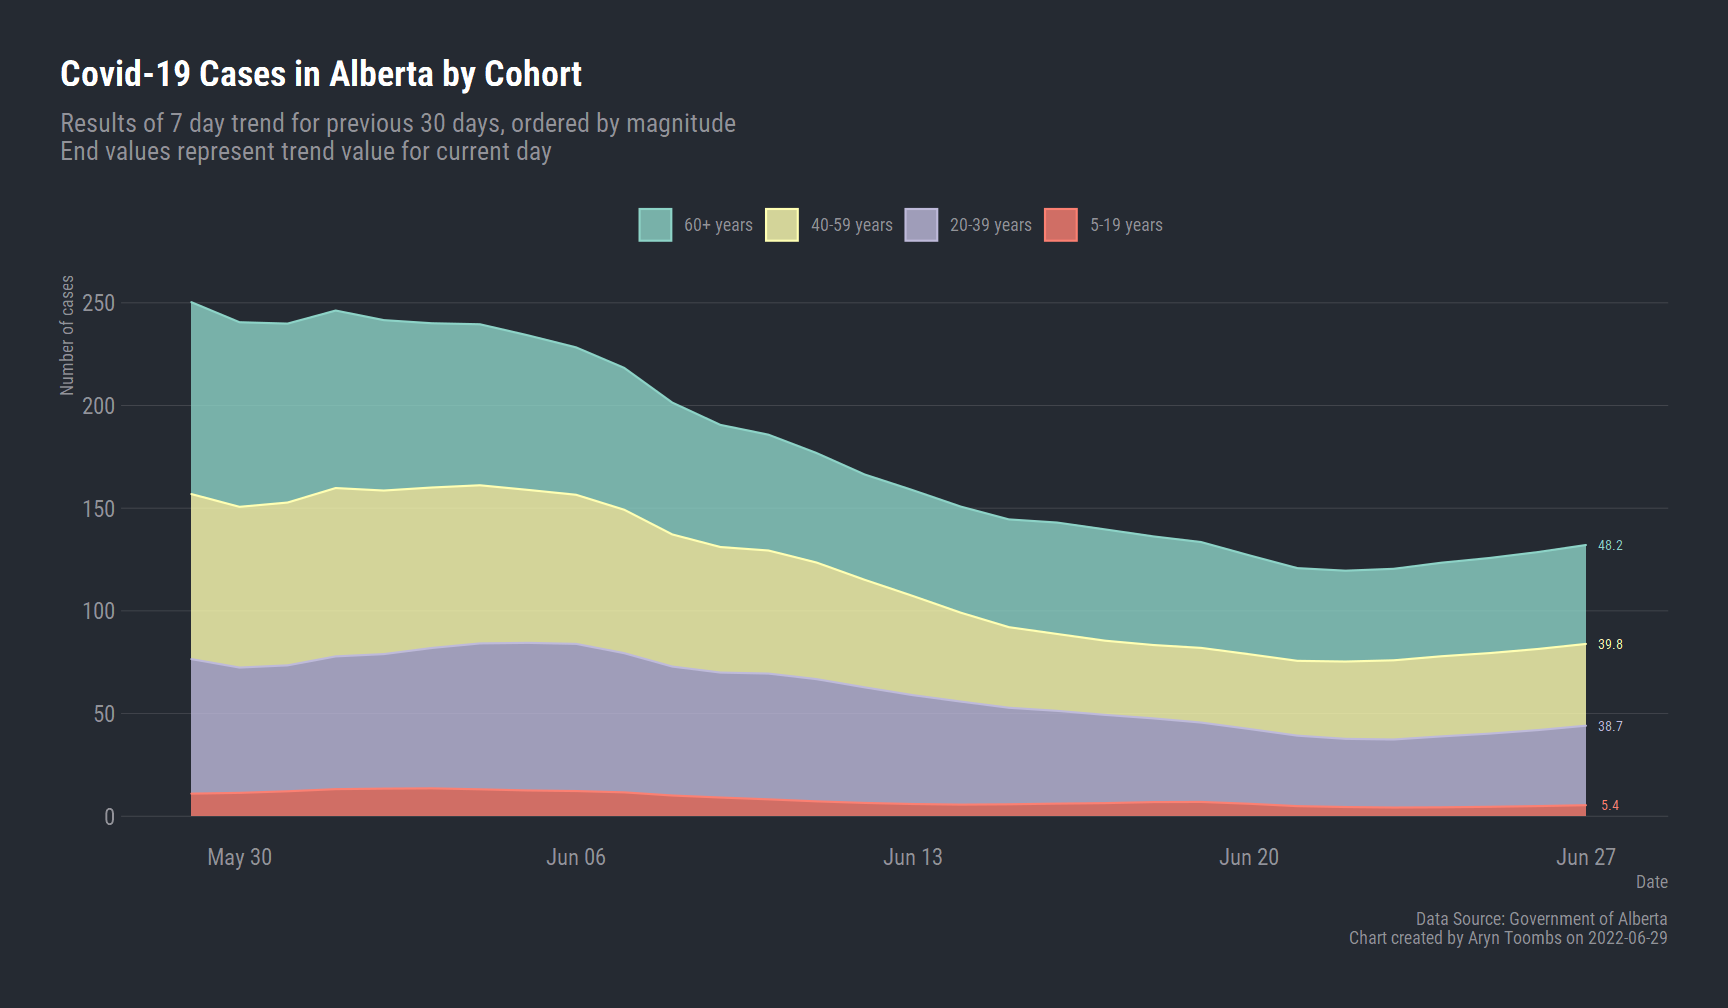 Covid-19 Cases in Alberta by Cohort
Results of 7 day trend for previous 30 days, ordered by magnitude
End values represent trend value for current day
60+ years
40-59 years
20-39 years
5-19 years
Number of cases
250
200
150
100
50
0
48.2
39.8
38.7
5.4
May 30
Jun 06
Jun 13
Jun 20
Jun 27
Date
Data Source: Government of Alberta
Chart created by Aryn Toombs on 2022-06-29